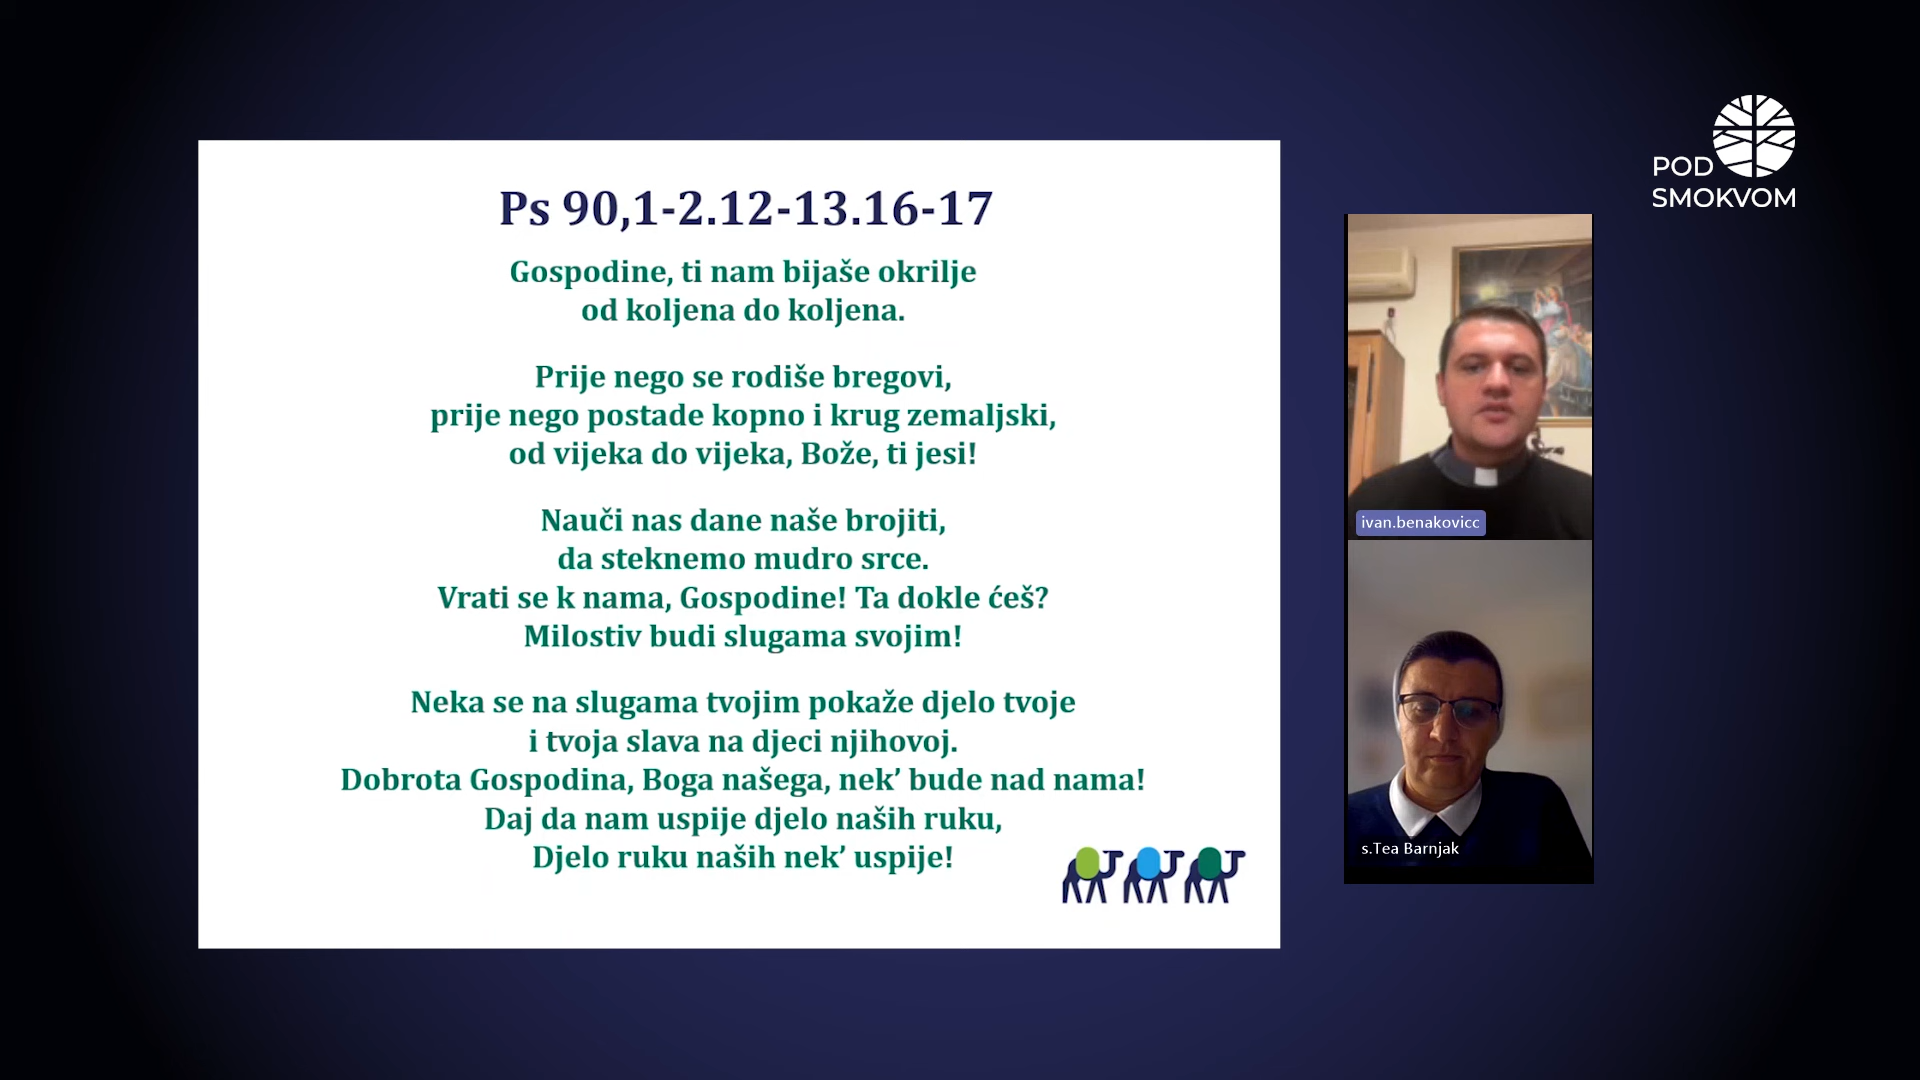 Ps 90,1-2.12-13.16-17
Gospodine, ti nam bijaše okrilje
od koljena do koljena.
Prije nego se rodiše bregovi,
prije nego postade kopno i krug zemaljski,
od vijeka do vijeka, Bože, ti jesi!
Nauči nas dane naše brojiti,
da steknemo mudro srce.
Vrati se k nama, Gospodine! Ta dokle ćeš?
Milostiv budi slugama svojim!
Neka se na slugama tvojim pokaže djelo tvoje
i tvoja slava na djeci njihovoj.
Dobrota Gospodina, Boga našega, nek’ bude nad nama!
Daj da nam uspije djelo naših ruku,
Djelo ruku naših nek’ uspije!
POD
SMOKVOM
ivan.benakovicc
s.Tea Barnjak